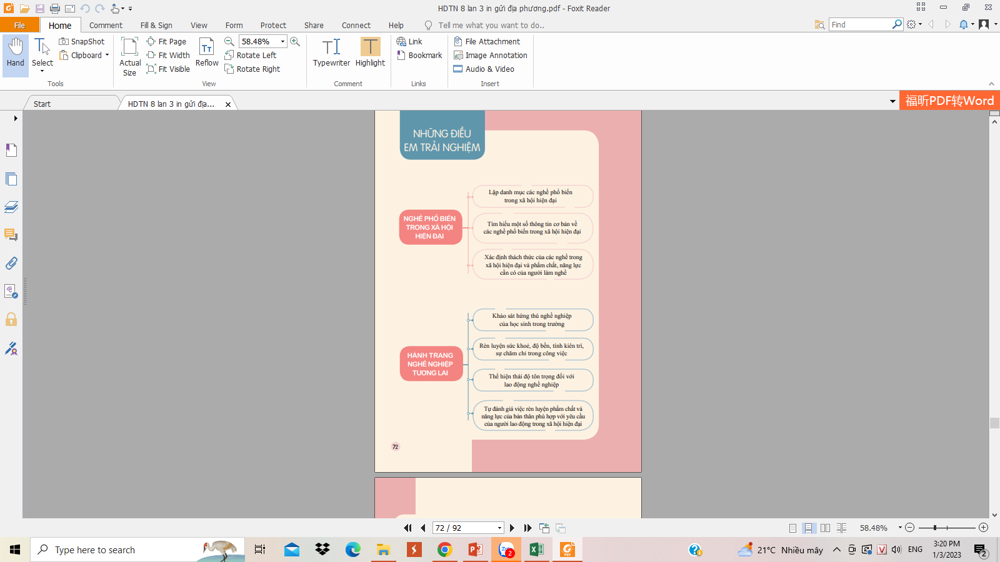 HDTN 8 lan 3 in gửi địa phương.pdf - Foxit Reader
File
Home
Comment
Fill & Sign
View
Form
Protect
Share
Connect
Help
Tell me what you want to do..
Find
Hand
Select
SnapShot
Clipboard
Tools
Actual
Size
Fit Page
Fit Width
Fit Visible
Reflow
58.48%
Rotate Left
Rotate Right
View
Typewriter
Highlight
Comment
Link
Bookmark
Links
File Attachment
Image Annotation
Audio & Video
Insert
Start
HDTN 8 lan 3 in gửi địa...
福昕PDF转Word
NHỮNG ĐIỀU
EM TRẢI NGHIỆM
NGHỀ PHỔ BIẾN
TRONG XÃ HỘI
HIỆN ĐẠI
Lập danh mục các nghề phổ biến
trong xã hội hiện đại
Tìm hiểu một số thông tin cơ bản về
các nghề phổ biến trong xã hội hiện đại
Xác định thách thức của các nghề trong
xã hội hiện đại và phẩm chất, năng lực
cần có của người làm nghề
HÀNH TRANG
NGHỀ NGHIỆP
TƯƠNG LAI
Khảo sát hứng thú nghề nghiệp
của học sinh trong trường
Rèn luyện sức khoẻ, độ bền, tính kiên trì,
sự chăm chỉ trong công việc
Thể hiện thái độ tôn trọng đối với
lao động nghề nghiệp
Tự đánh giá việc rèn luyện phẩm chất và
năng lực của bản thân phù hợp với yêu cầu
của người lao động trong xã hội hiện đại
72
72 / 92
58.48%
Type here to search
2
21°C Nhiều mây
ENG
3:20 PM
1/3/2023
2